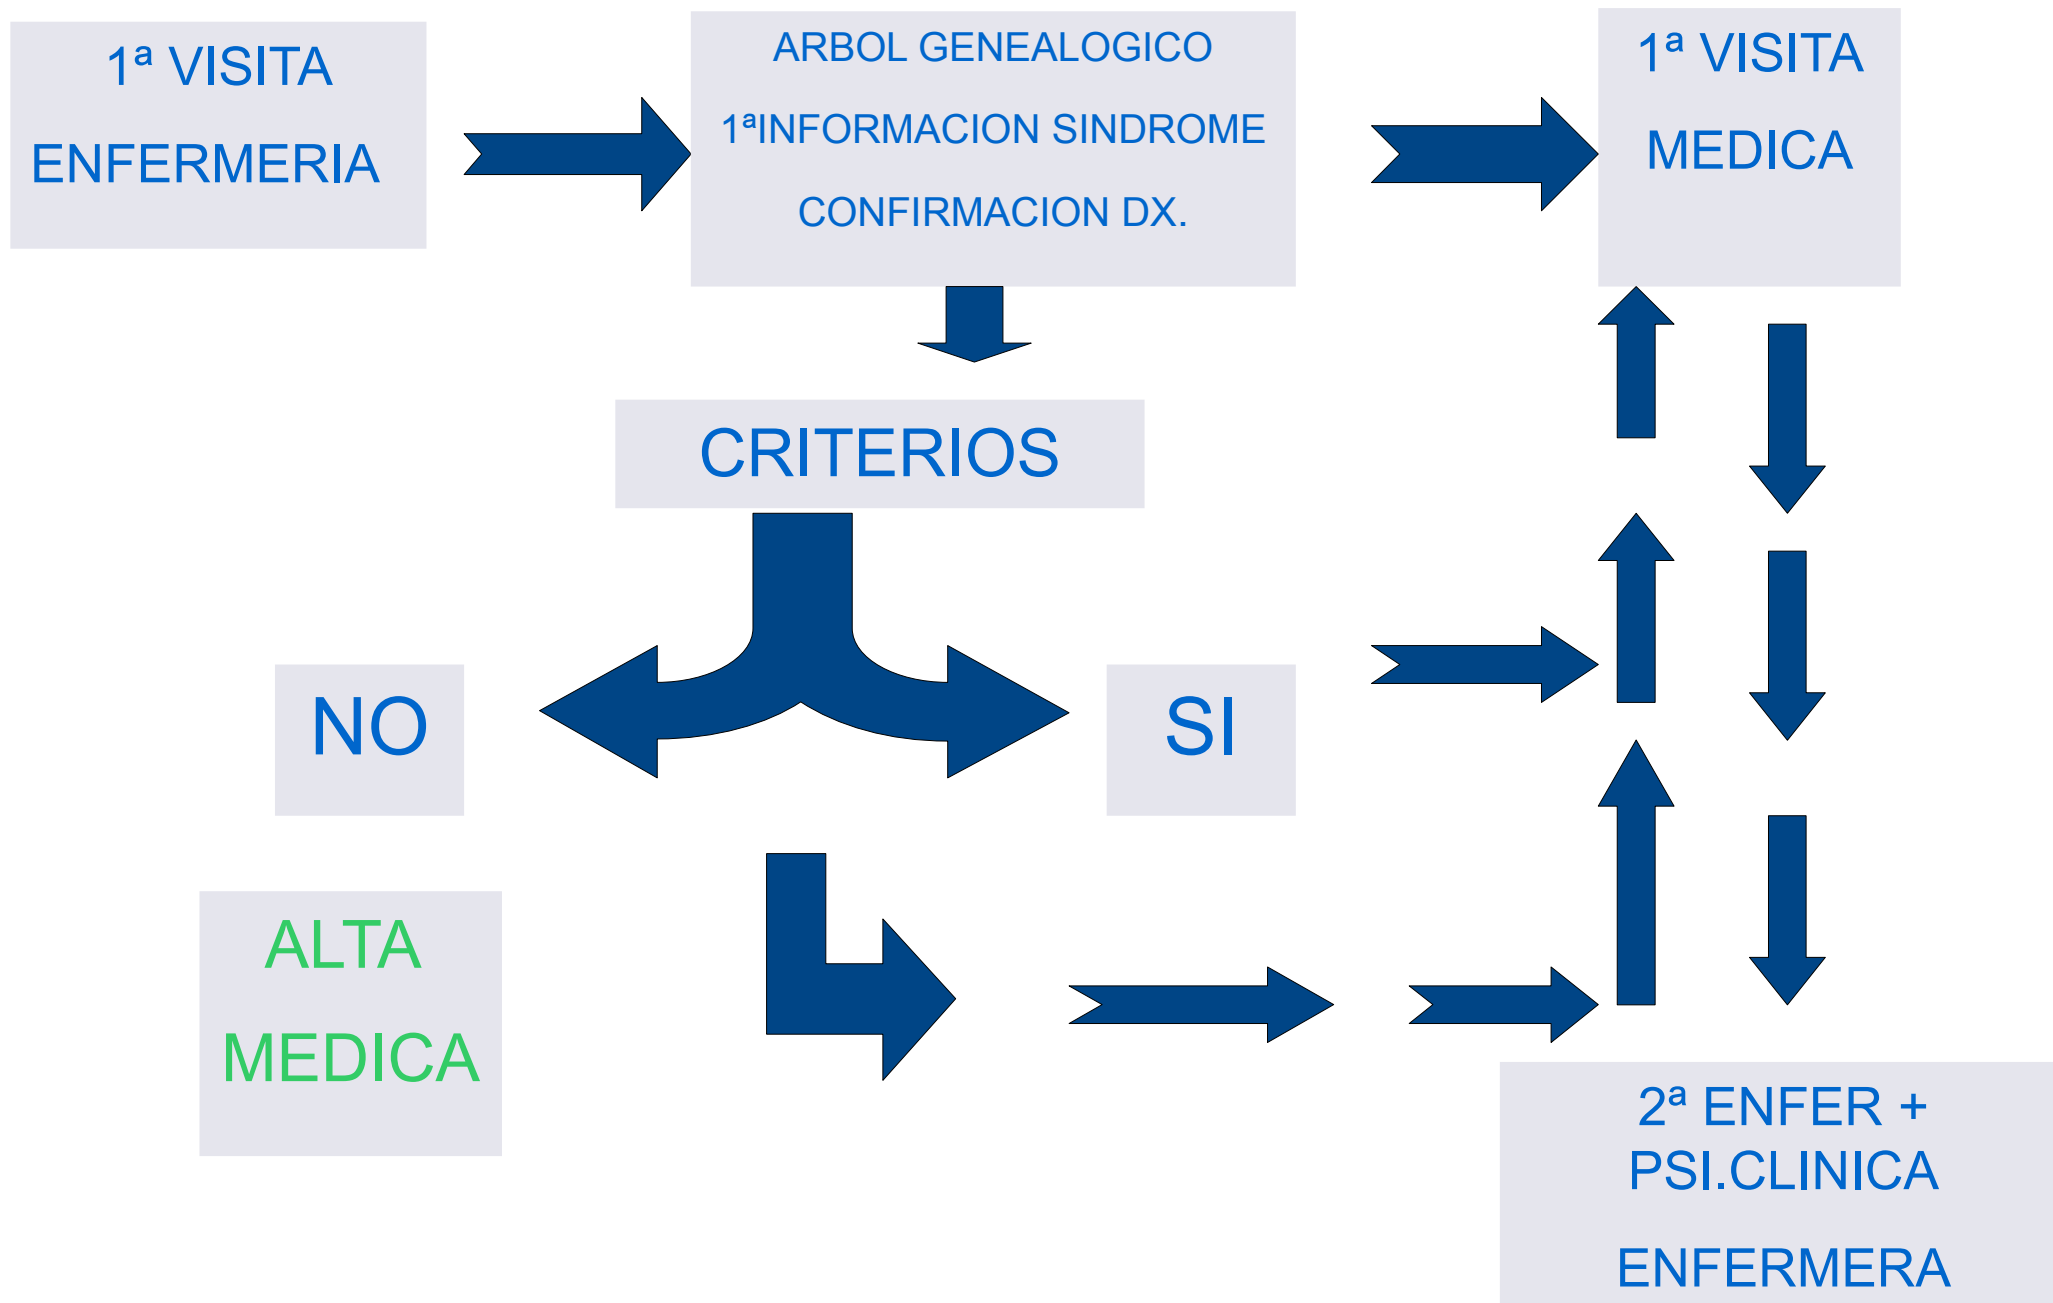 1ª VISITA
ENFERMERIA
ARBOL GENEALOGICO
1ªINFORMACION SINDROME
CONFIRMACION DX.
1ª VISITA
MEDICA
CRITERIOS
NO
SI
ALTA
MEDICA
2ª ENFER +
PSI.CLINICA
ENFERMERA